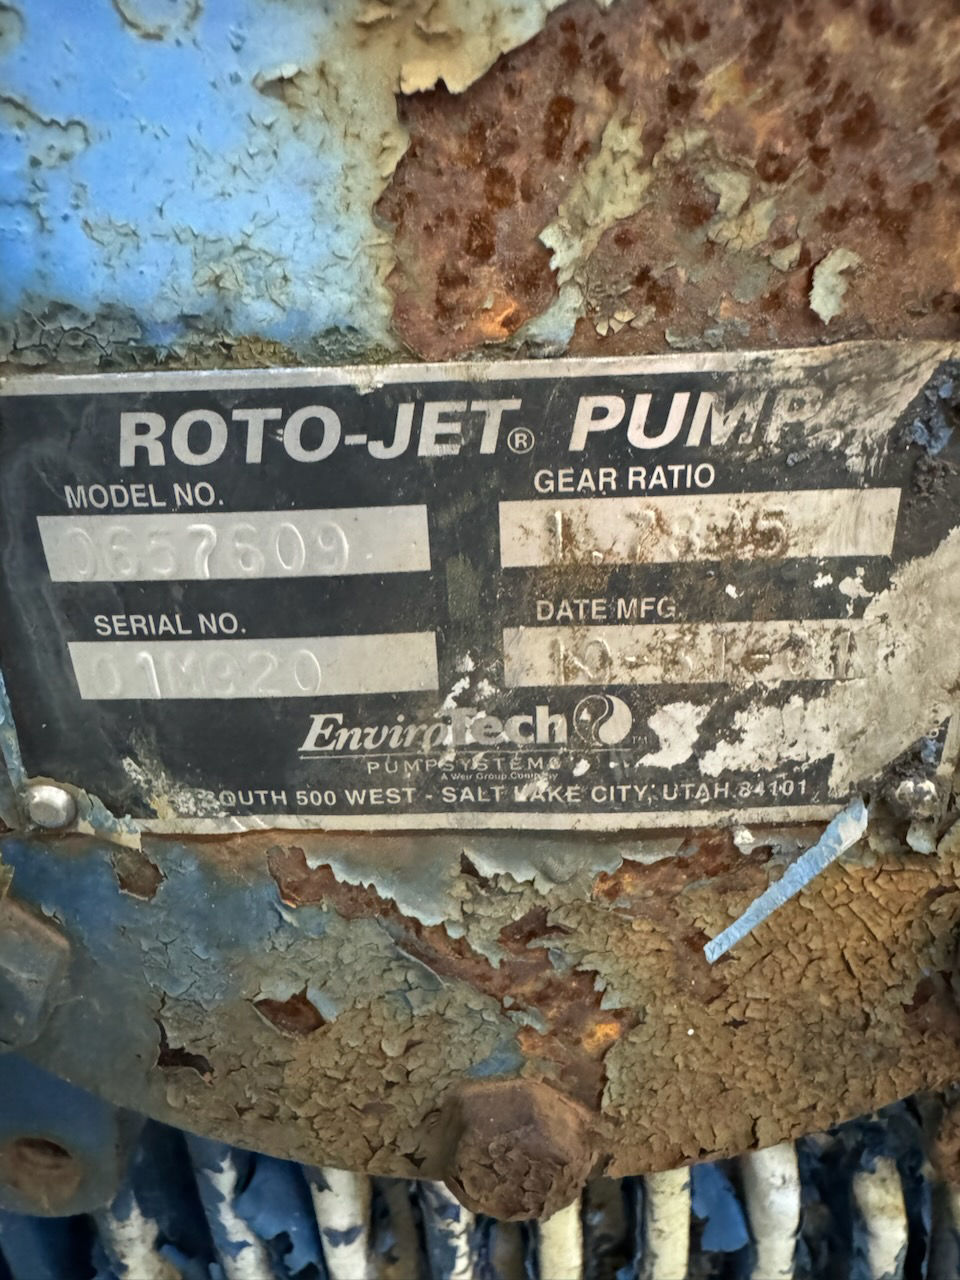 ROTO-JET® PUMP
MODEL NO.
GEAR RATIO
0657609
SERIAL NO.
DATE MFG.
EnviroTech
PUMPSYSTEMS
A Weir Group Company
SOUTH 500 WEST - SALT LAKE CITY, UTAH 84101